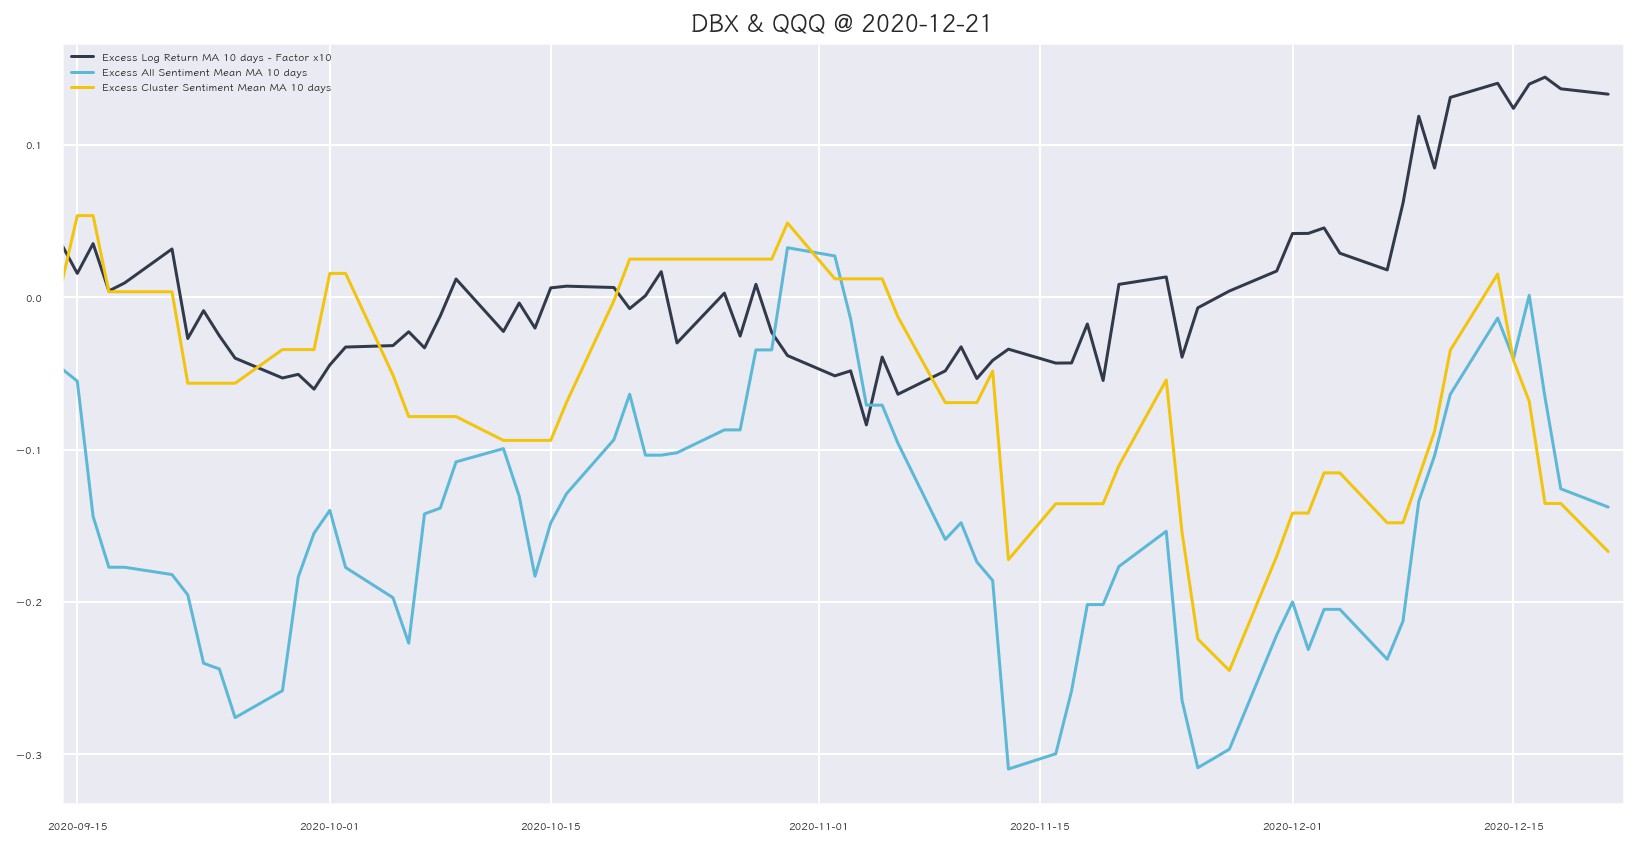 DBX & QQQ @ 2020-12-21
Excess Log Return MA 10 days - Factor x10
Excess All Sentiment Mean MA 10 days
Excess Cluster Sentiment Mean MA 10 days
0.1
0.0
−0.1
−0.2
−0.3
2020-09-15 2020-10-01 2020-10-15 2020-11-01 2020-11-15 2020-12-01 2020-12-15